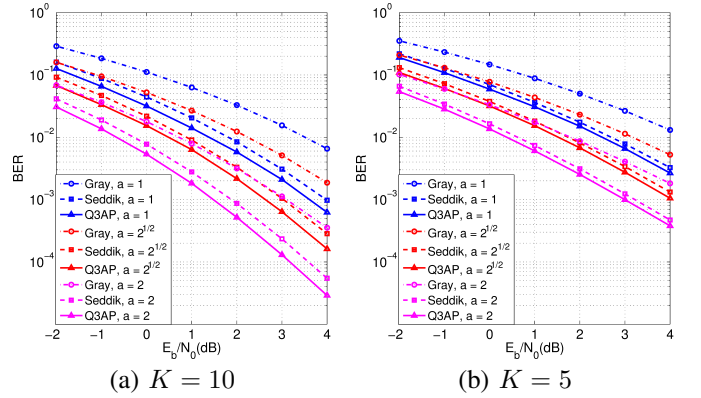 10^0
10^-1
10^-2
10^-3
10^-4
BER
Gray, a = 1
Seddik, a = 1
Q3AP, a = 1
Gray, a = 2^1/2
Seddik, a = 2^1/2
Q3AP, a = 2^1/2
Gray, a = 2
Seddik, a = 2
Q3AP, a = 2
−2 −1 0 1 2 3 4
E_b/N_0(dB)
(a) K = 10
10^0
10^-1
10^-2
10^-3
10^-4
BER
Gray, a = 1
Seddik, a = 1
Q3AP, a = 1
Gray, a = 2^1/2
Seddik, a = 2^1/2
Q3AP, a = 2^1/2
Gray, a = 2
Seddik, a = 2
Q3AP, a = 2
−2 −1 0 1 2 3 4
E_b/N_0(dB)
(b) K = 5